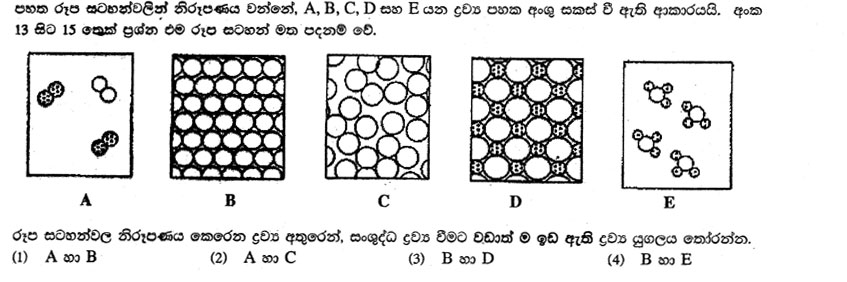 පහත රූප සටහන්වලින් නිරූපණය වන්නේ, A, B, C, D සහ E යන ද්‍රව්‍ය පහක අංශු සකස් වී ඇති ආකාරයයි. අංක
13 සිට 15 තෙක් ප්‍රශ්න එම රූප සටහන් මත පදනම් වේ.
A B C D E
රූප සටහන්වල නිරූපණය කෙරෙන ද්‍රව්‍ය අතුරෙන්, සංශුද්ධ ද්‍රව්‍ය වීමට වඩාත් ම ඉඩ ඇති ද්‍රව්‍ය යුගලය තෝරන්න.
(1) A හා B (2) A හා C (3) B හා D (4) B හා E